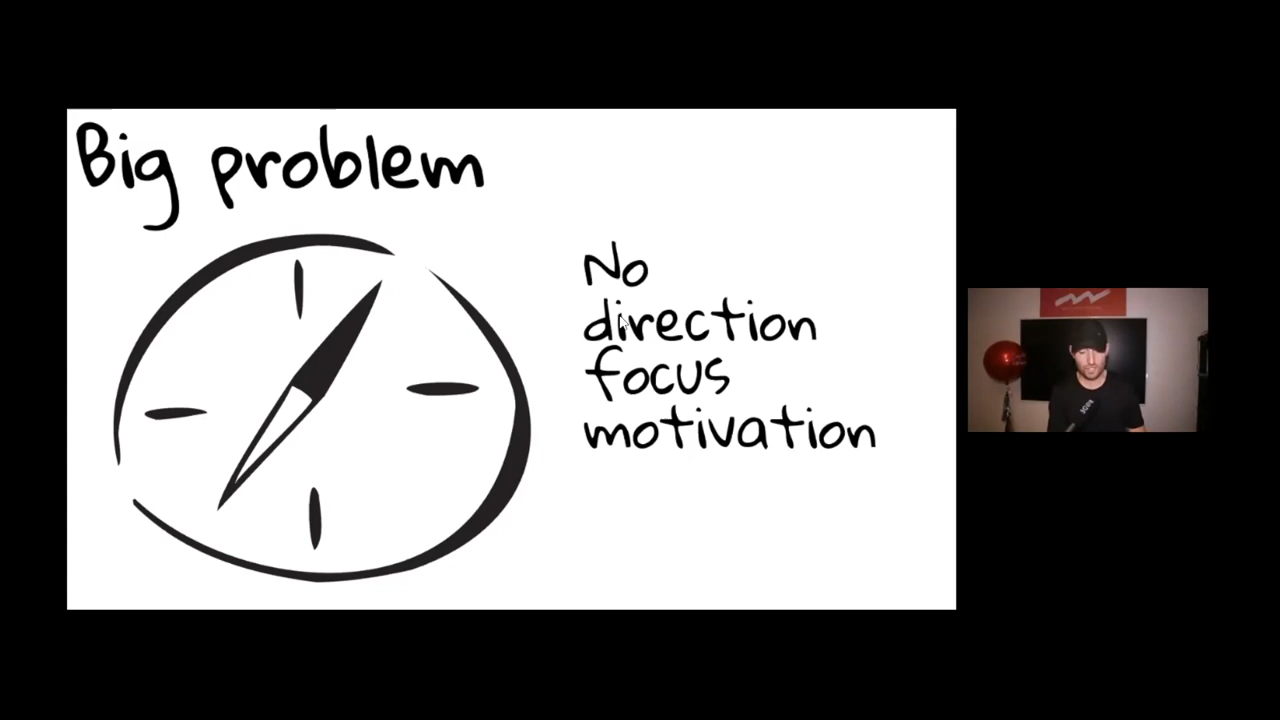 Big problem
No
direction
focus
motivation